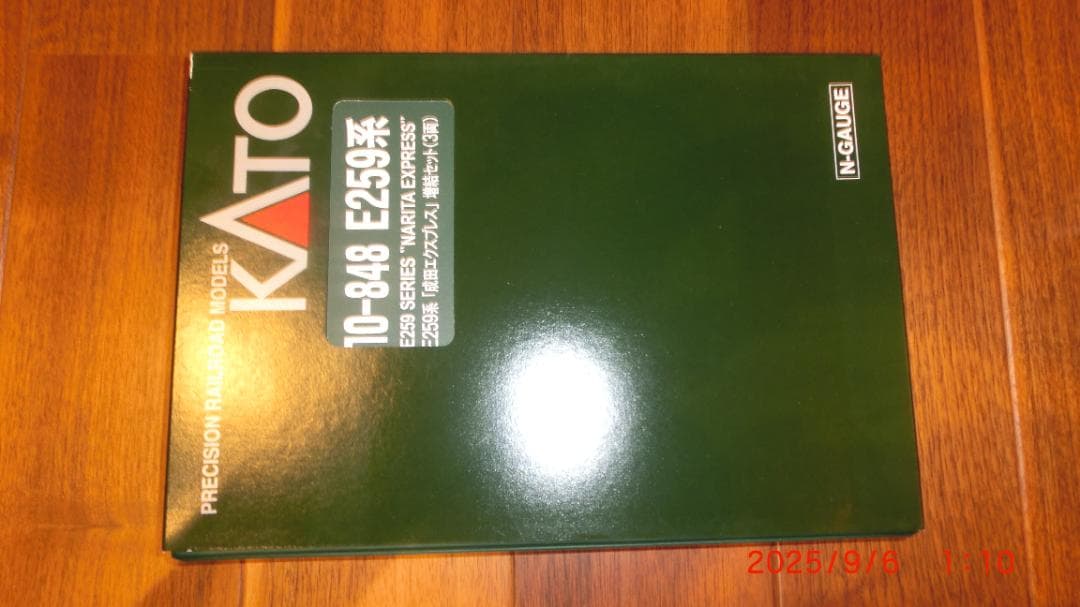 PRECISION RAILROAD MODELS
KATO
10-848 E259系
E259 SERIES "NARITA EXPRESS"
E259系「成田エクスプレス」増結セット(3両)
N-GAUGE
2025/9/6 1:10